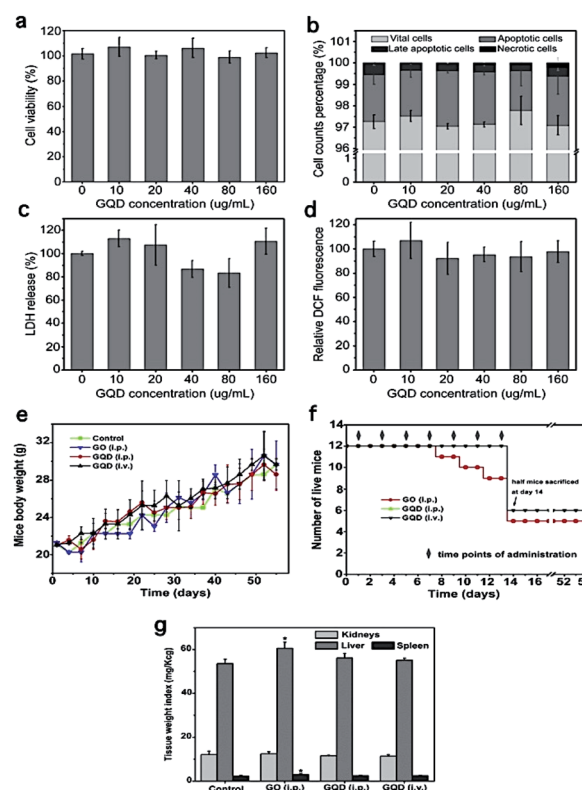 a
Cell viability (%)
120
100
80
60
40
20
0
0 10 20 40 80 160
GQD concentration (ug/mL)
b
Cell counts percentage (%)
Vital cells Apoptotic cells
Late apoptotic cells Necrotic cells
101
100
99
98
97
96
1
0
0 10 20 40 80 160
GQD concentration (ug/mL)
c
LDH release (%)
120
100
80
60
40
20
0
0 10 20 40 80 160
GQD concentration (ug/mL)
d
Relative DCF fluorescence
120
100
80
60
40
20
0
0 10 20 40 80 160
GQD concentration (ug/mL)
e
Mice body weight (g)
Control
GO (i.p.)
GQD (i.p.)
GQD (i.v.)
32
28
24
20
0 10 20 30 40 50
Time (days)
f
Number of live mice
14
12
10
8
6
4
2
0
half mice sacrificed
at day 14
GO (i.p.)
GQD (i.p.)
GQD (i.v.)
time points of administration
0 2 4 6 8 10 12 14 16 52
Time (days)
g
Tissue weight index (mg/Kcg)
Kidneys
Liver Spleen
60
40
20
0
*
*
Control GO (i.p.) GQD (i.p.) GQD (i.v.)